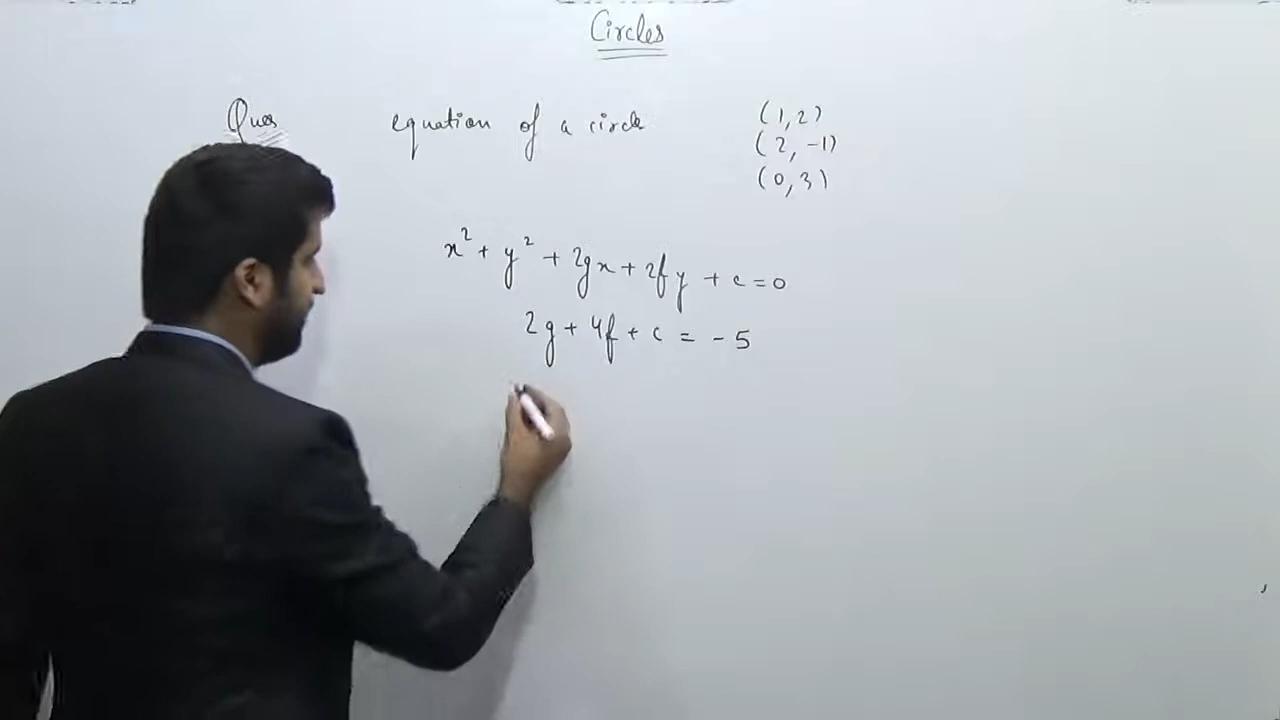 Circles
Ques equation of a circle (1,2)
(2,-1)
(0,3)
x² + y² + 2gx + 2fy + c = 0
2g + 4f + c = -5